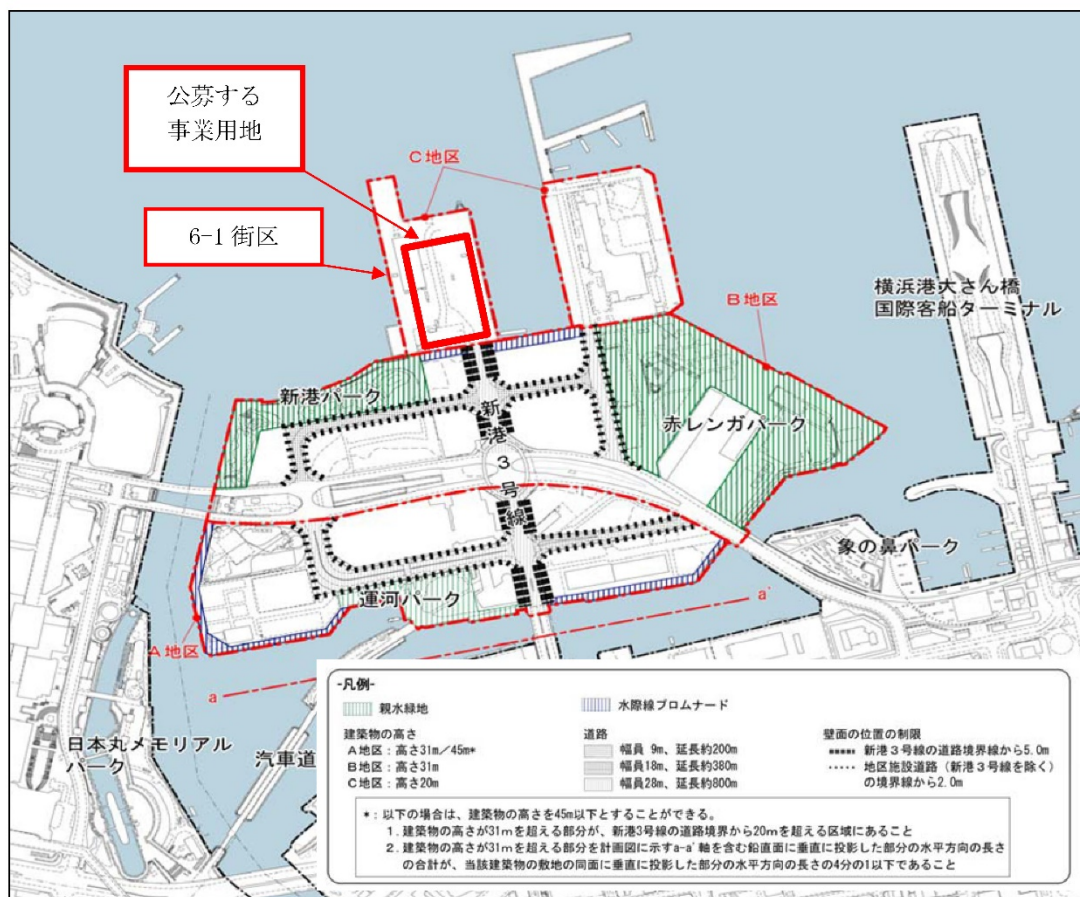 公募する
事業用地
6-1 街区
C地区
横浜港大さん橋
国際客船ターミナル
B地区
新港パーク
新港3号線
赤レンガパーク
象の鼻パーク
運河パーク
A地区
a
a'
日本丸メモリアル
パーク
汽車道
-凡例-
親水緑地
水際線プロムナード
建築物の高さ
A地区：高さ31m／45m*
B地区：高さ31m
C地区：高さ20m
道路
幅員 9m、延長約200m
幅員18m、延長約380m
幅員28m、延長約800m
壁面の位置の制限
新港３号線の道路境界線から5.0m
地区施設道路（新港３号線を除く）
の境界線から2.0m
*：以下の場合は、建築物の高さを45m以下とすることができる。
1. 建築物の高さが31mを超える部分が、新港3号線の道路境界から20mを超える区域にあること
2. 建築物の高さが31mを超える部分を計画図に示すa-a'軸を含む鉛直面に垂直に投影した部分の水平方向の長さ
の合計が、当該建築物の敷地の同面に垂直に投影した部分の水平方向の長さの4分の1以下であること